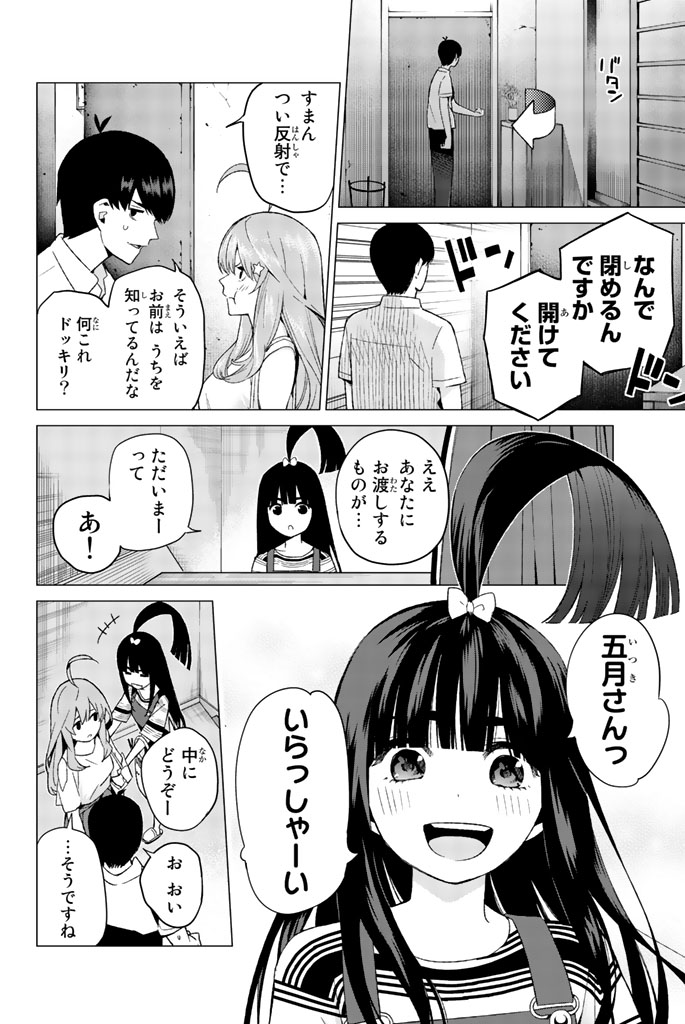 バタン
なんで
閉めるん
ですか
開けて
ください
ドン
ドン
すまん
つい反射で…
そういえば
お前は うちを
知ってるんだな
何これ
ドッキリ?
ええ
あなたに
お渡しする
ものが…
ただいまー
って
あ!
五月さんっ
いらっしゃーい
中に
どうぞー
お おい
…そうですね